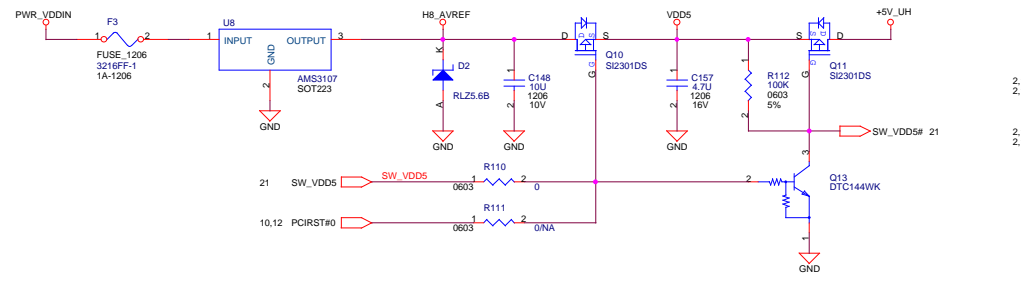 PWR_VDDIN
F3
1
2
FUSE_1206
3216FF-1
1A-1206
U8
1
INPUT
OUTPUT
3
GND
AMS3107
SOT223
2
GND
H8_AVREF
K
D2
RLZ5.6B
A
GND
1
C148
10U
1206
10V
2
GND
D
S
D
S
G
G
Q10
SI2301DS
VDD5
1
C157
4.7U
1206
16V
2
GND
1
R112
100K
0603
5%
2
S
D
S
D
G
G
Q11
SI2301DS
+5V_UH
SW_VDD5# 21
2,
2,
2,
2,
21 SW_VDD5
SW_VDD5
R110
1
2
0603
0
10,12 PCIRST#0
R111
1
2
0603
0/NA
2
3
Q13
DTC144WK
1
GND